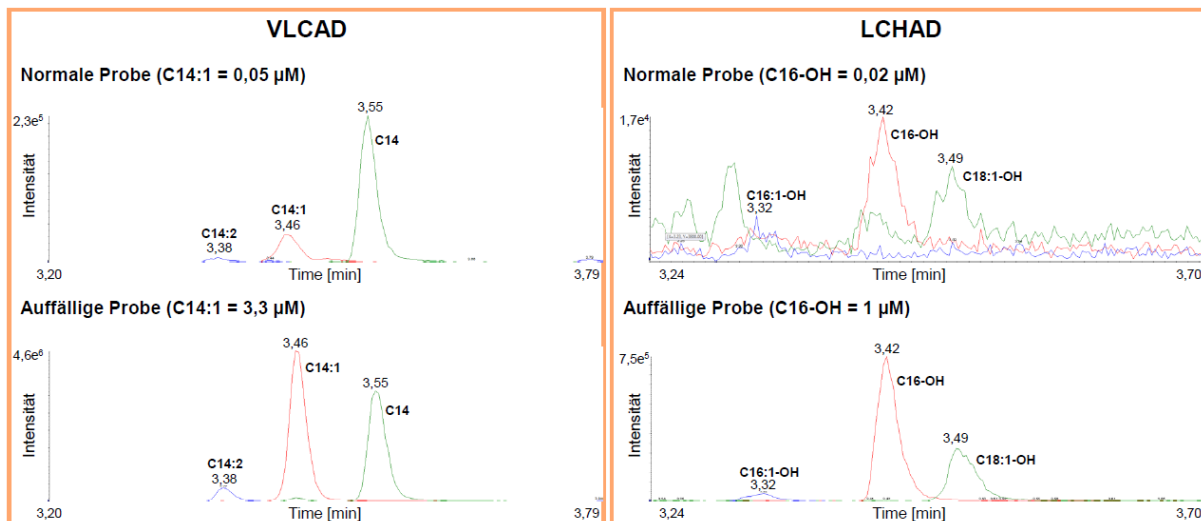 VLCAD
Normale Probe (C14:1 = 0,05 µM)
2,3e⁵
Intensität
3,55
C14
C14:1
3,46
C14:2
3,38
3,20
Time [min]
3,79
Auffällige Probe (C14:1 = 3,3 µM)
4,6e⁶
Intensität
3,46
C14:1
3,55
C14
C14:2
3,38
3,20
Time [min]
3,79
LCHAD
Normale Probe (C16-OH = 0,02 µM)
1,7e⁴
Intensität
3,42
C16-OH
3,49
C18:1-OH
C16:1-OH
3,32
3,24
Time [min]
3,70
Auffällige Probe (C16-OH = 1 µM)
7,5e⁵
Intensität
3,42
C16-OH
3,49
C18:1-OH
C16:1-OH
3,32
3,24
Time [min]
3,70